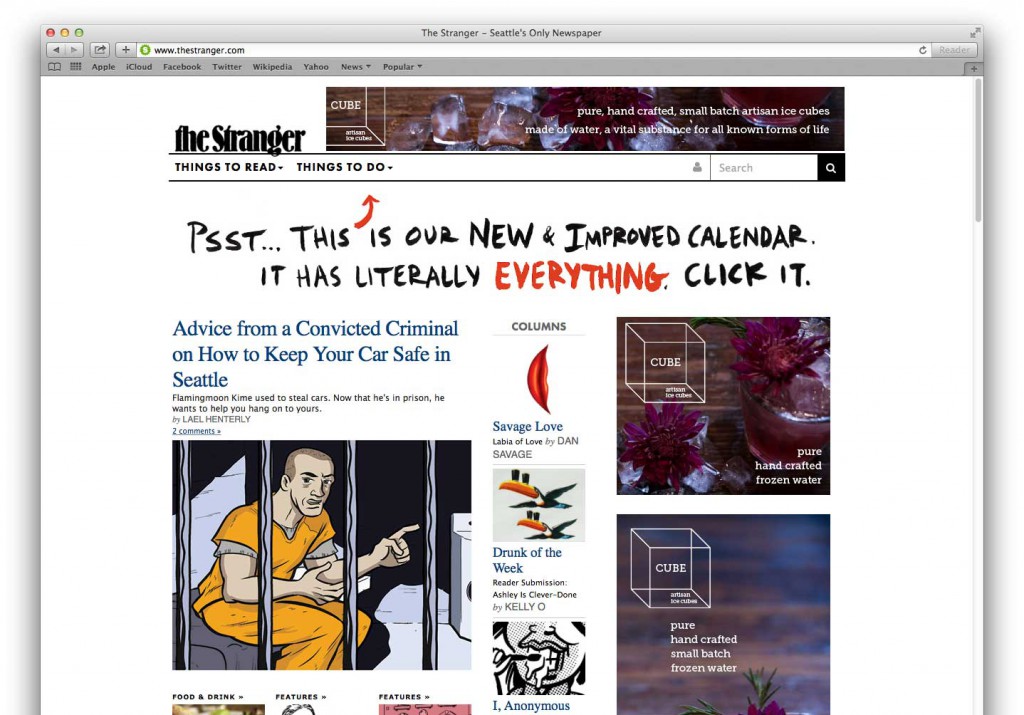 The Stranger – Seattle's Only Newspaper
www.thestranger.com
Reader
Apple iCloud Facebook Twitter Wikipedia Yahoo News Popular
CUBE
artisan
ice cubes
pure, hand crafted, small batch artisan ice cubes
made of water, a vital substance for all known forms of life
the Stranger
THINGS TO READ THINGS TO DO
Search
PSST... THIS IS OUR NEW & IMPROVED CALENDAR.
IT HAS LITERALLY EVERYTHING. CLICK IT.
Advice from a Convicted Criminal
on How to Keep Your Car Safe in
Seattle
Flamingmoon Kime used to steal cars. Now that he's in prison, he
wants to help you hang on to yours.
by LAEL HENTERLY
2 comments »
COLUMNS
Savage Love
Labia of Love by DAN
SAVAGE
Drunk of the
Week
Reader Submission:
Ashley Is Clever-Done
by KELLY O
I, Anonymous
CUBE
artisan
ice cubes
pure
hand crafted
frozen water
CUBE
artisan
ice cubes
pure
hand crafted
small batch
frozen water
FOOD & DRINK »
FEATURES »
FEATURES »